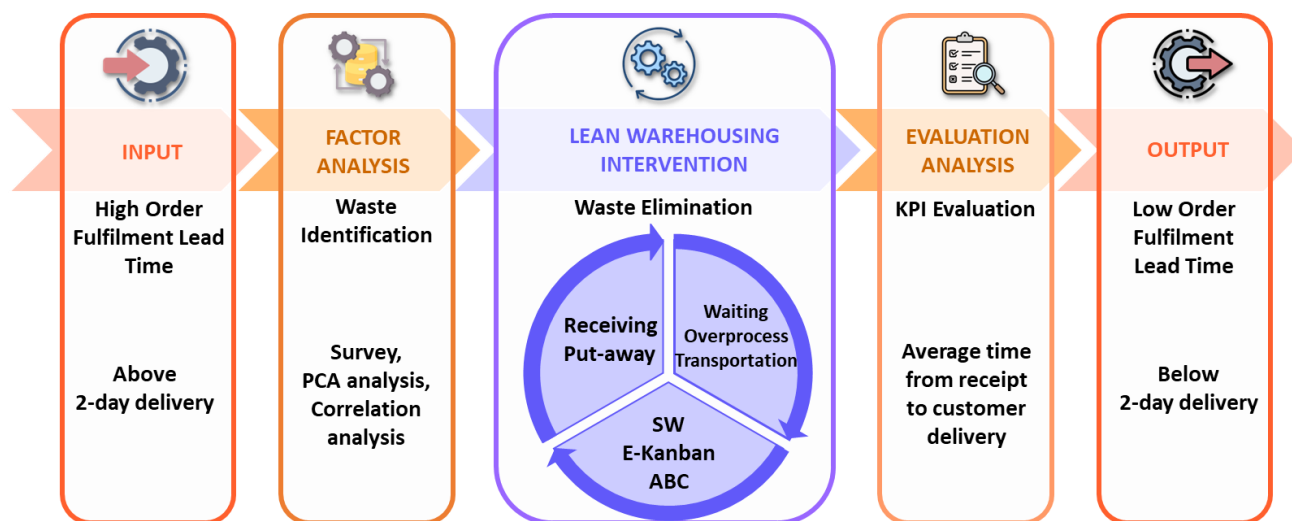 INPUT
High Order
Fulfilment Lead
Time
Above
2-day delivery
FACTOR
ANALYSIS
Waste
Identification
Survey,
PCA analysis,
Correlation
analysis
LEAN WAREHOUSING
INTERVENTION
Waste Elimination
Receiving
Put-away
Waiting
Overprocess
Transportation
SW
E-Kanban
ABC
EVALUATION
ANALYSIS
KPI Evaluation
Average time
from receipt
to customer
delivery
OUTPUT
Low Order
Fulfilment
Lead Time
Below
2-day delivery